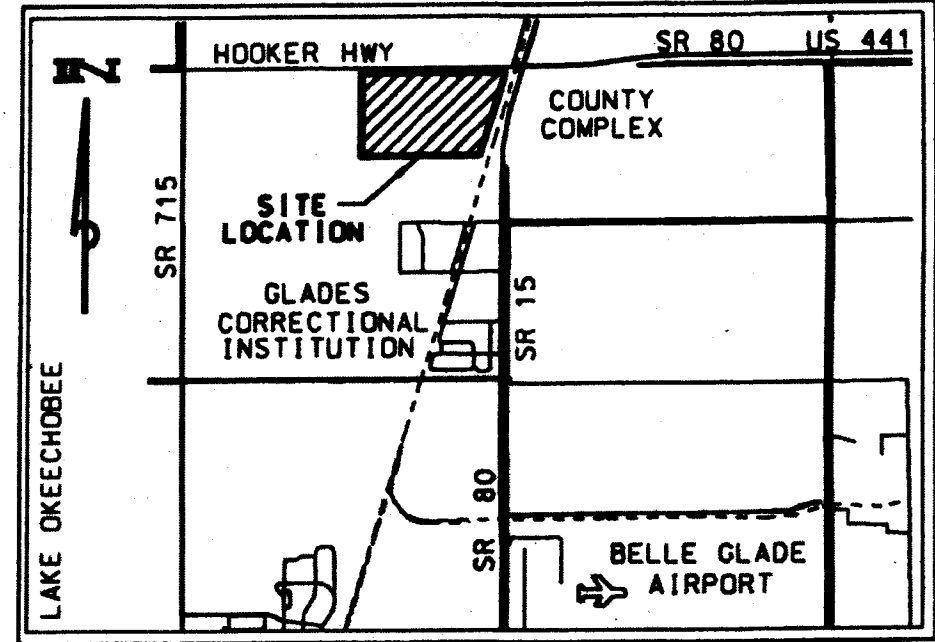 HOOKER HWY
SR 80
US 441
N
COUNTY
COMPLEX
SR 715
SITE
LOCATION
GLADES
CORRECTIONAL
INSTITUTION
SR 15
LAKE OKEECHOBEE
SR 80
BELLE GLADE
AIRPORT